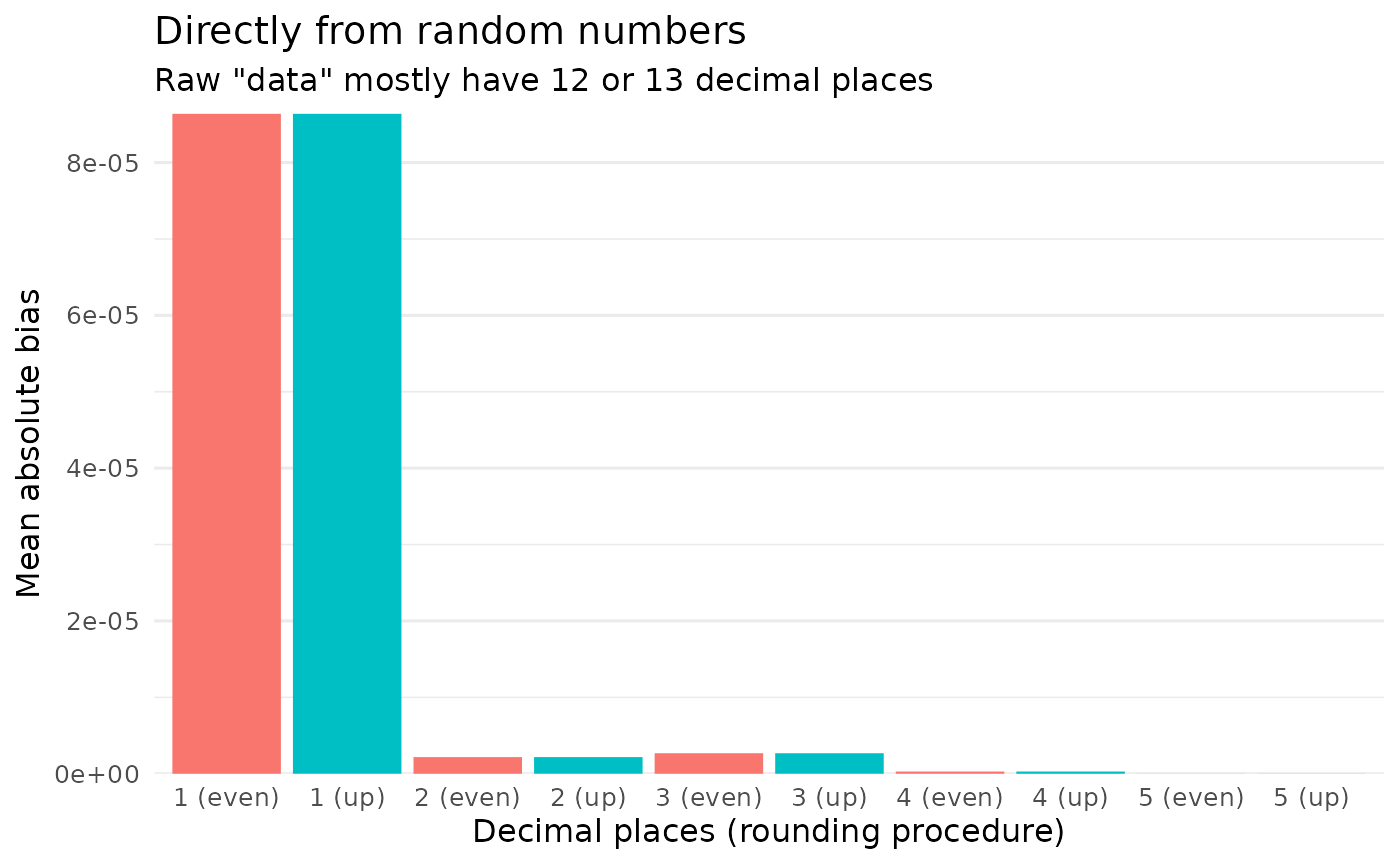 Directly from random numbers
Raw "data" mostly have 12 or 13 decimal places
Mean absolute bias
8e-05
6e-05
4e-05
2e-05
0e+00
1 (even) 1 (up) 2 (even) 2 (up) 3 (even) 3 (up) 4 (even) 4 (up) 5 (even) 5 (up)
Decimal places (rounding procedure)